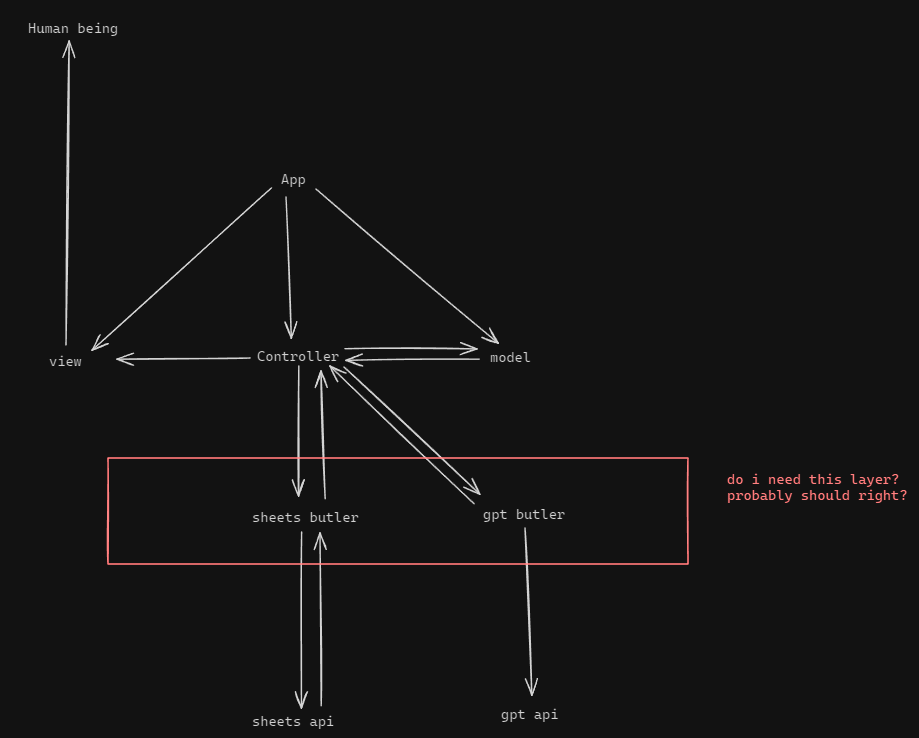 Human being
App
view
Controller
model
do i need this layer?
probably should right?
sheets butler
gpt butler
sheets api
gpt api